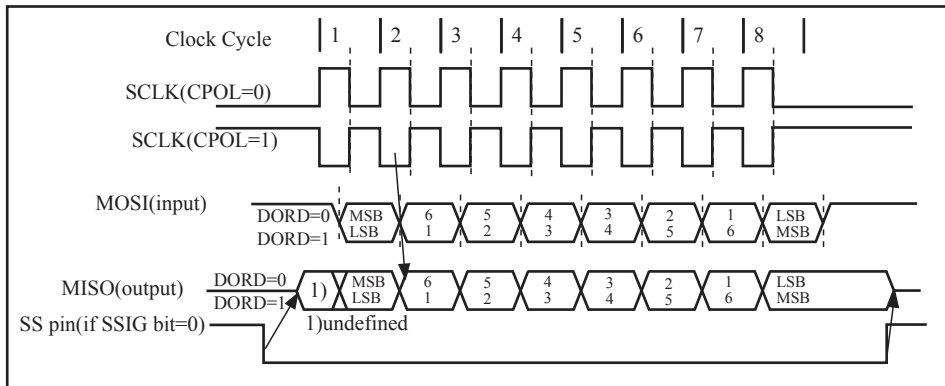 Clock Cycle 1 2 3 4 5 6 7 8
SCLK(CPOL=0)
SCLK(CPOL=1)
MOSI(input)
DORD=0 MSB 6 5 4 3 2 1 LSB
DORD=1 LSB 1 2 3 4 5 6 MSB
MISO(output)
DORD=0 1) MSB 6 5 4 3 2 1 LSB
DORD=1 LSB 1 2 3 4 5 6 MSB
SS pin(if SSIG bit=0)
1)undefined